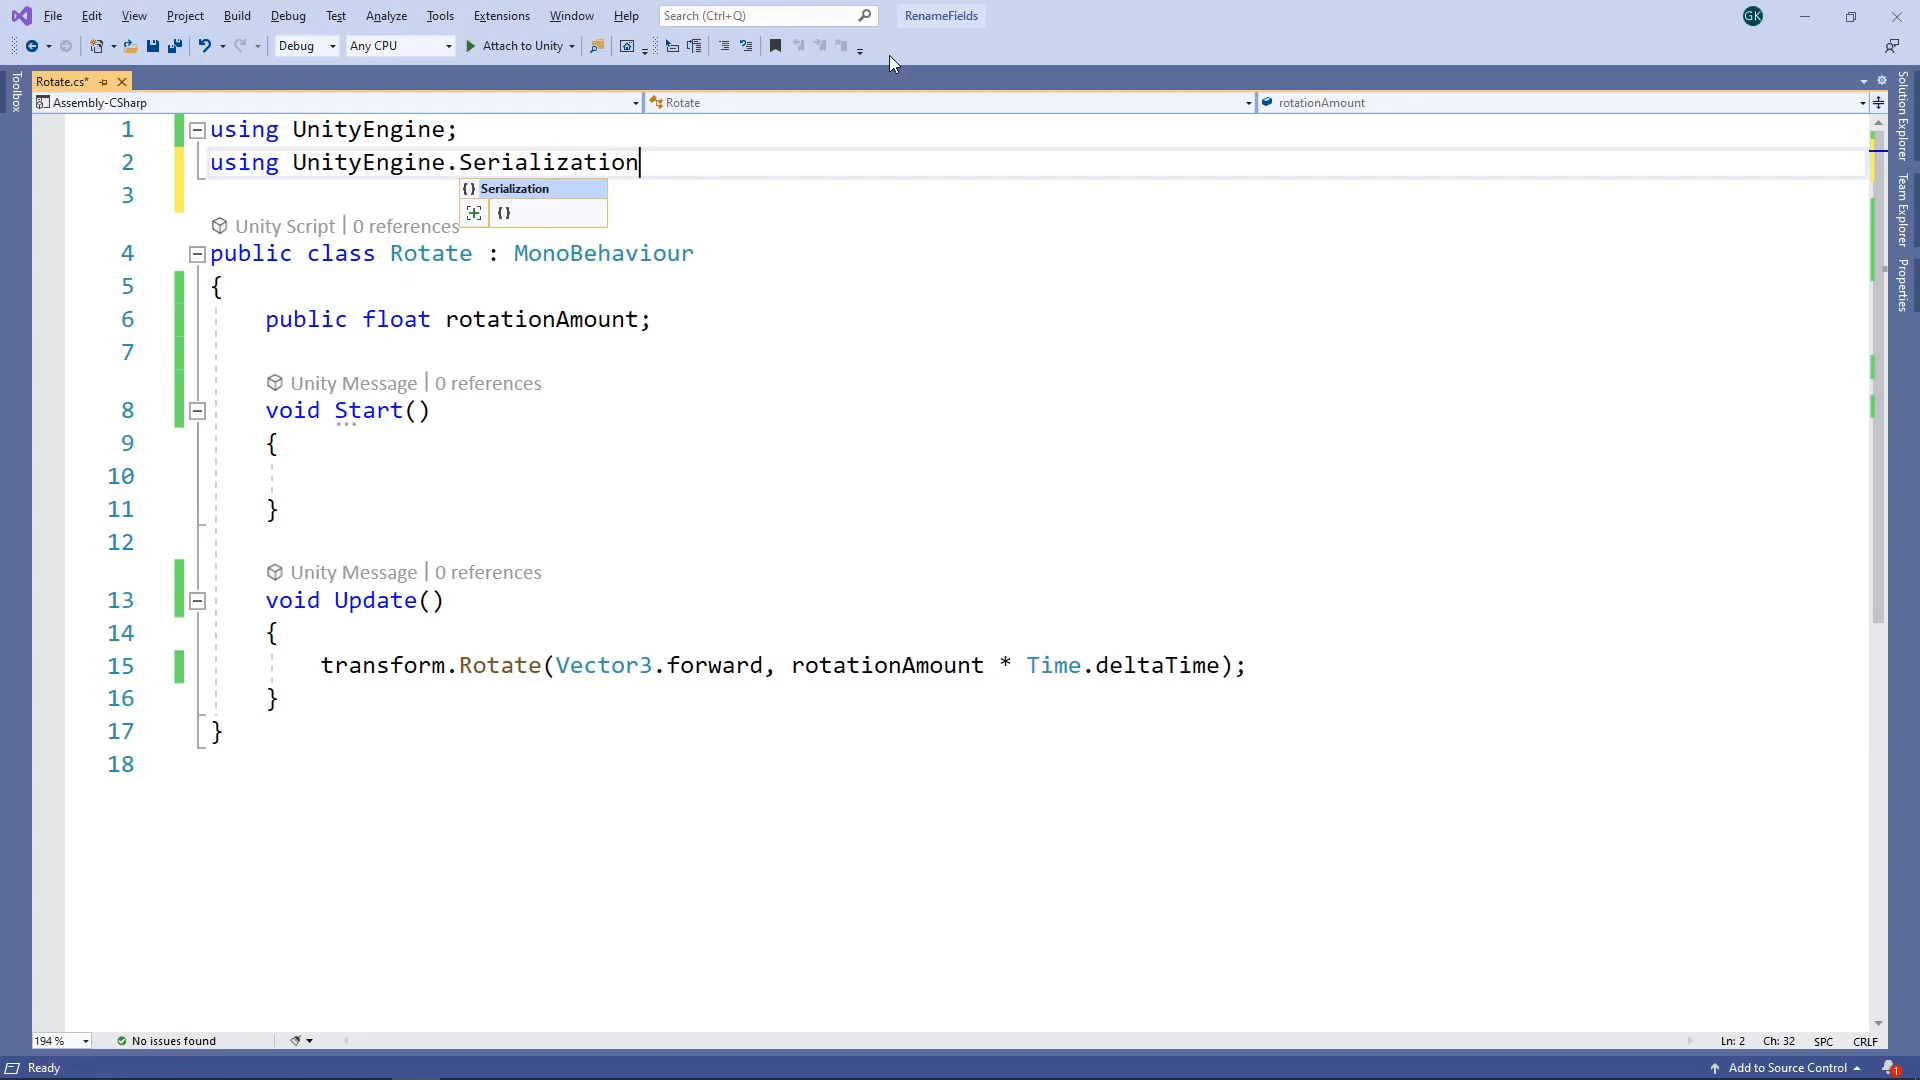 File Edit View Project Build Debug Test Analyze Tools Extensions Window Help Search (Ctrl+Q) RenameFields GK
Debug Any CPU Attach to Unity
Toolbox
Rotate.cs*
Assembly-CSharp Rotate rotationAmount
1 using UnityEngine;
2 using UnityEngine.Serialization
3
{} Serialization
{}
Unity Script | 0 references
4 public class Rotate : MonoBehaviour
5 {
6 public float rotationAmount;
7
Unity Message | 0 references
8 void Start()
9 {
10
11 }
12
Unity Message | 0 references
13 void Update()
14 {
15 transform.Rotate(Vector3.forward, rotationAmount * Time.deltaTime);
16 }
17 }
18
Solution Explorer
Team Explorer
Properties
194 % No issues found Ln: 2 Ch: 32 SPC CRLF
Ready Add to Source Control 1